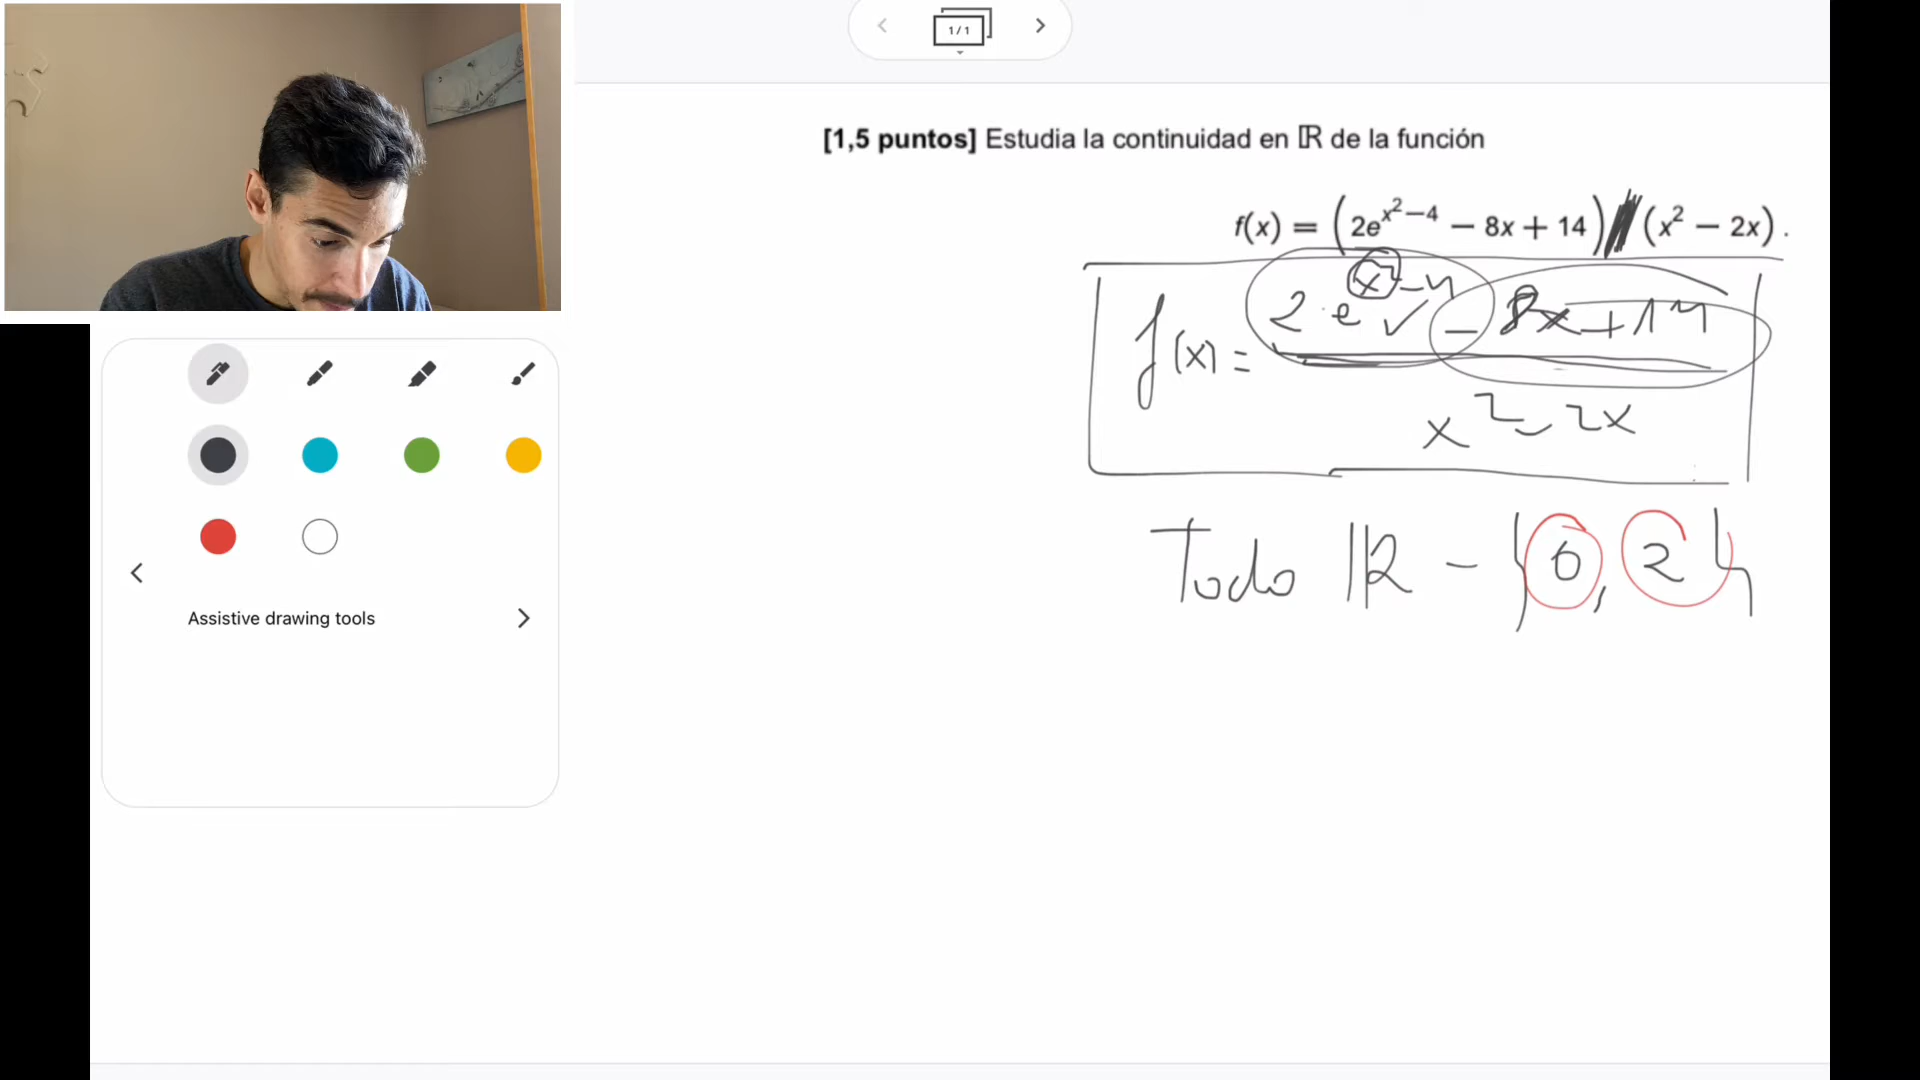 1/1
[1,5 puntos] Estudia la continuidad en ℝ de la función
f(x) = (2e^{x²−4} − 8x + 14) / (x² − 2x) .
f(x) = 2·e^{x²−4} − 8x + 14
x² − 2x
Todo ℝ − {0, 2}
Assistive drawing tools